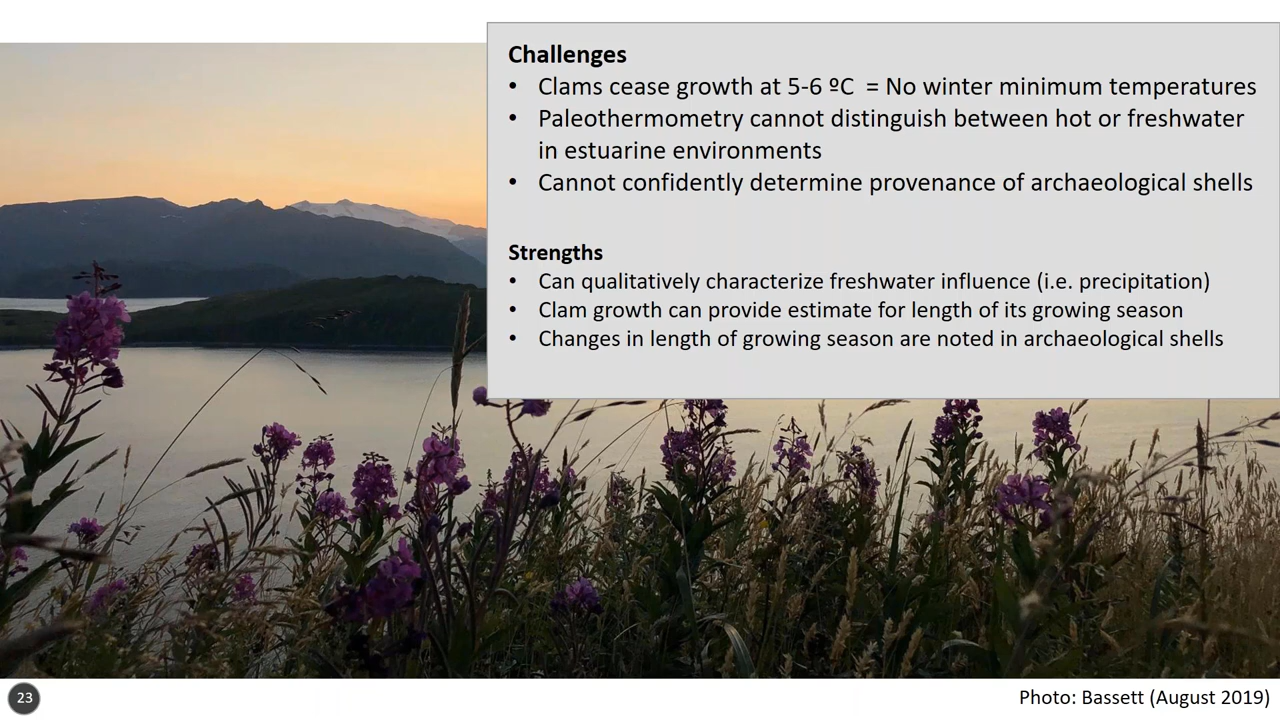 Challenges
• Clams cease growth at 5-6 ºC = No winter minimum temperatures
• Paleothermometry cannot distinguish between hot or freshwater
in estuarine environments
• Cannot confidently determine provenance of archaeological shells
Strengths
• Can qualitatively characterize freshwater influence (i.e. precipitation)
• Clam growth can provide estimate for length of its growing season
• Changes in length of growing season are noted in archaeological shells
23
Photo: Bassett (August 2019)